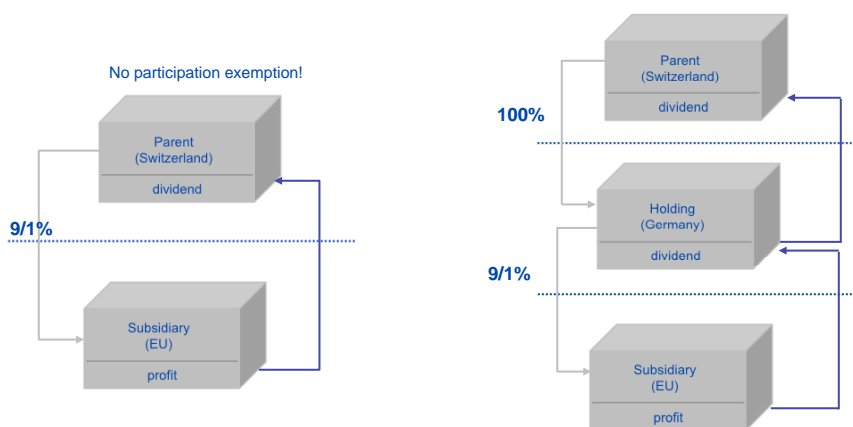 No participation exemption!
Parent
(Switzerland)
dividend
9/1%
Subsidiary
(EU)
profit
Parent
(Switzerland)
dividend
100%
Holding
(Germany)
dividend
9/1%
Subsidiary
(EU)
profit